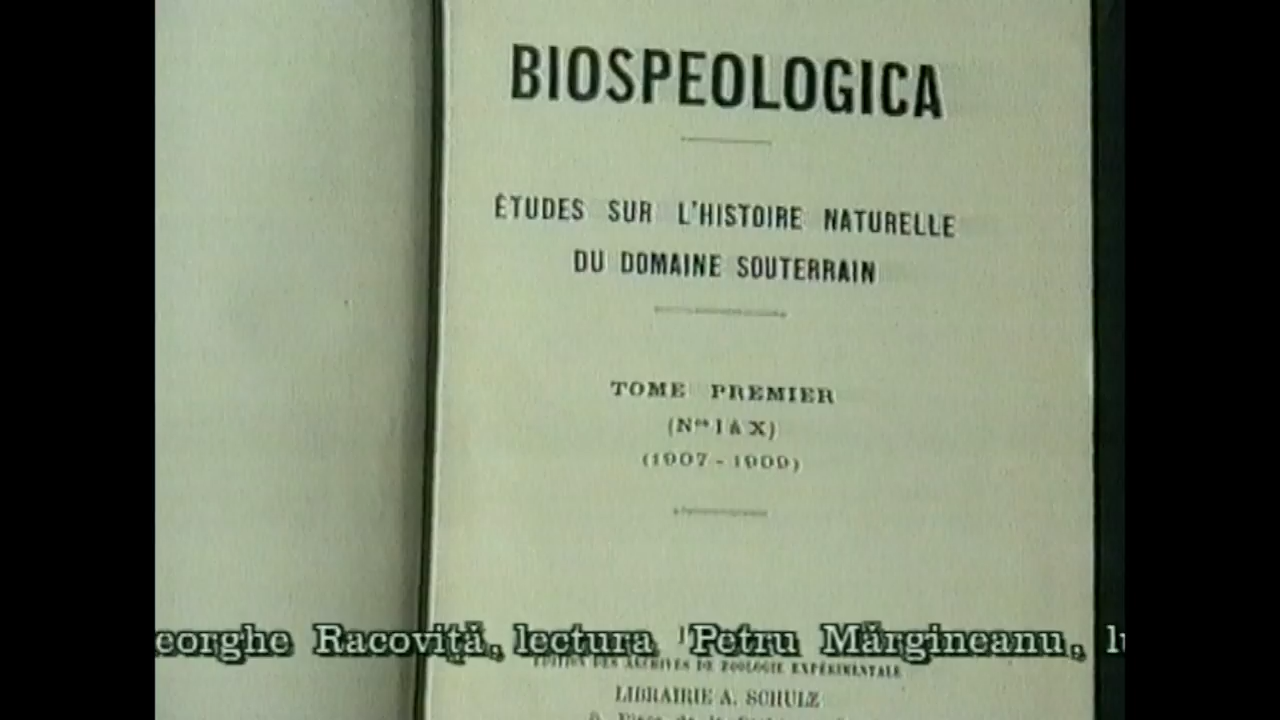 BIOSPEOLOGICA
ÉTUDES SUR L'HISTOIRE NATURELLE
DU DOMAINE SOUTERRAIN
TOME PREMIER
(Nos I à X)
(1907-1909)
eorghe Racoviță, lectura Petru Mărgineanu, l
ÉDITION DES ARCHIVES DE ZOOLOGIE EXPÉRIMENTALE
LIBRAIRIE A. SCHULZ